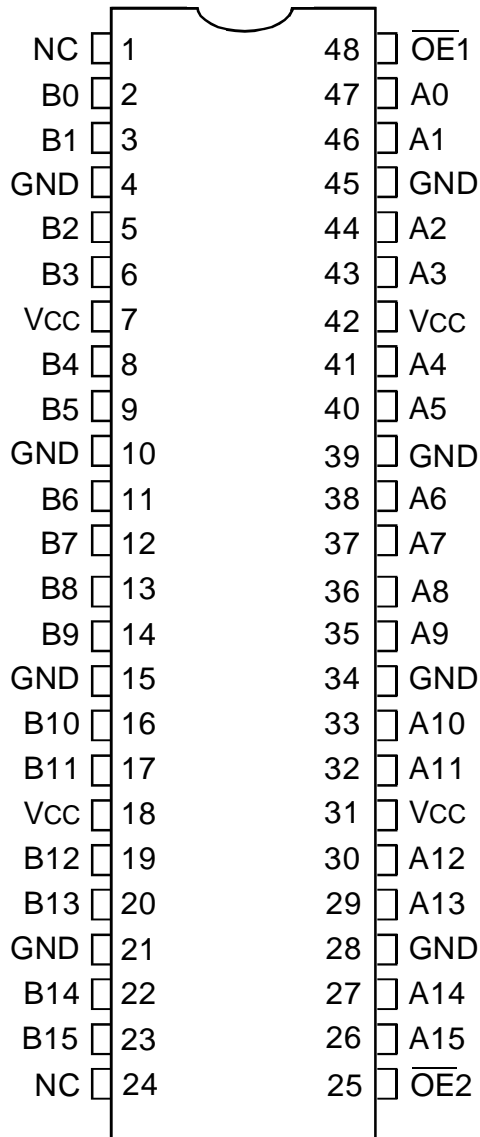 NC 1 48 O̅E̅1
B0 2 47 A0
B1 3 46 A1
GND 4 45 GND
B2 5 44 A2
B3 6 43 A3
VCC 7 42 VCC
B4 8 41 A4
B5 9 40 A5
GND 10 39 GND
B6 11 38 A6
B7 12 37 A7
B8 13 36 A8
B9 14 35 A9
GND 15 34 GND
B10 16 33 A10
B11 17 32 A11
VCC 18 31 VCC
B12 19 30 A12
B13 20 29 A13
GND 21 28 GND
B14 22 27 A14
B15 23 26 A15
NC 24 25 O̅E̅2